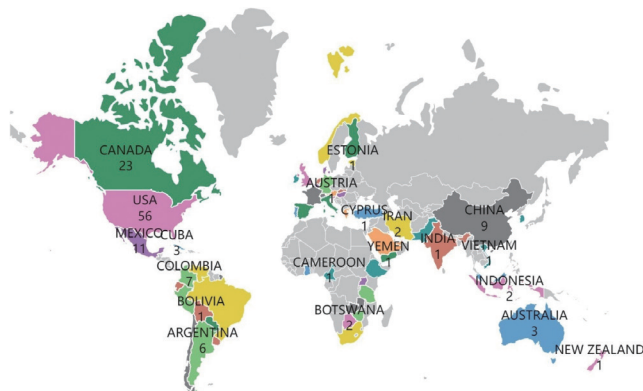 CANADA
23
USA
56
MEXICO
11
CUBA
3
COLOMBIA
7
BOLIVIA
1
ARGENTINA
6
ESTONIA
1
AUSTRIA
1
CYPRUS
1
IRAN
2
YEMEN
1
CAMEROON
1
BOTSWANA
2
CHINA
9
INDIA
1
VIETNAM
1
INDONESIA
2
AUSTRALIA
3
NEW ZEALAND
1